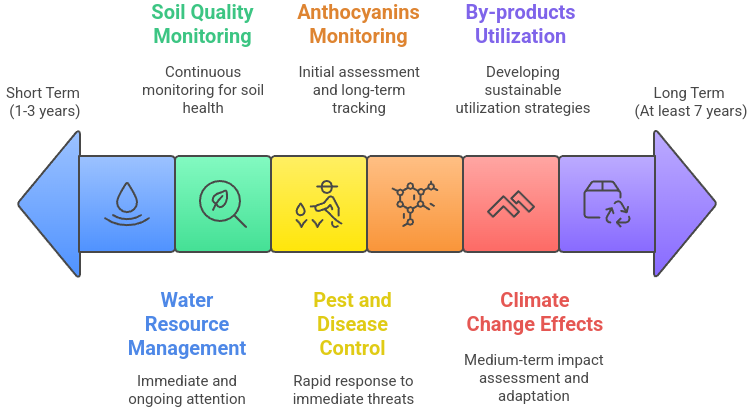 Soil Quality
Monitoring
Continuous
monitoring for soil
health
Anthocyanins
Monitoring
Initial assessment
and long-term
tracking
By-products
Utilization
Developing
sustainable
utilization strategies
Short Term
(1-3 years)
Long Term
(At least 7 years)
Water
Resource
Management
Immediate and
ongoing attention
Pest and
Disease
Control
Rapid response to
immediate threats
Climate
Change Effects
Medium-term impact
assessment and
adaptation